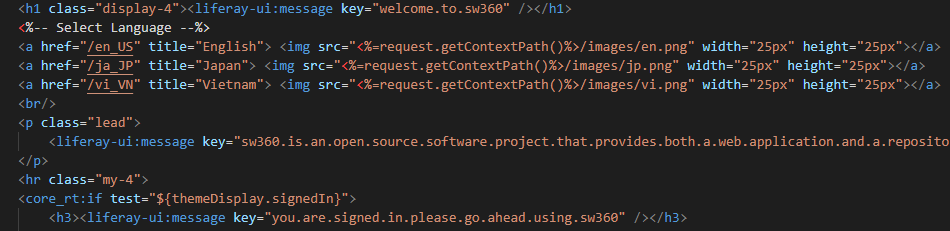 <h1 class="display-4"><liferay-ui:message key="welcome.to.sw360" /></h1>
<%-- Select Language --%>
<a href="/en_US" title="English"> <img src="<%=request.getContextPath()%>/images/en.png" width="25px" height="25px"></a>
<a href="/ja_JP" title="Japan"> <img src="<%=request.getContextPath()%>/images/jp.png" width="25px" height="25px"></a>
<a href="/vi_VN" title="Vietnam"> <img src="<%=request.getContextPath()%>/images/vi.png" width="25px" height="25px"></a>
<br/>
<p class="lead">
<liferay-ui:message key="sw360.is.an.open.source.software.project.that.provides.both.a.web.application.and.a.reposito
</p>
<hr class="my-4">
<core_rt:if test="${themeDisplay.signedIn}">
<h3><liferay-ui:message key="you.are.signed.in.please.go.ahead.using.sw360" /></h3>